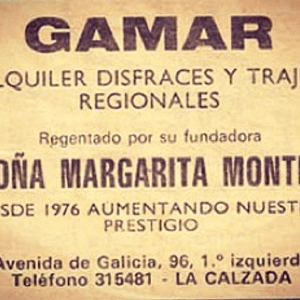 GAMAR
LQUILER DISFRACES Y TRAJ
REGIONALES
Regentado por su fundadora
OÑA MARGARITA MONTE
SDE 1976 AUMENTANDO NUEST
PRESTIGIO
Avenida de Galicia, 96, 1.º izquierd
Teléfono 315481 - LA CALZADA